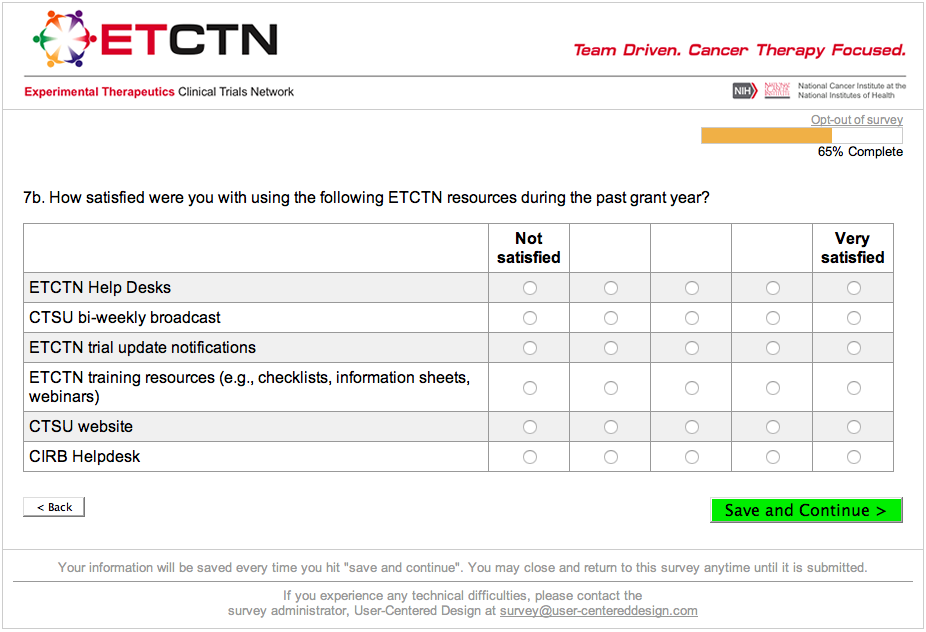 ETCTN
Team Driven. Cancer Therapy Focused.
Experimental Therapeutics Clinical Trials Network
NIH
NATIONAL
CANCER
INSTITUTE
National Cancer Institute at the
National Institutes of Health
Opt-out of survey
65% Complete
7b. How satisfied were you with using the following ETCTN resources during the past grant year?
Not
satisfied
Very
satisfied
ETCTN Help Desks
CTSU bi-weekly broadcast
ETCTN trial update notifications
ETCTN training resources (e.g., checklists, information sheets,
webinars)
CTSU website
CIRB Helpdesk
< Back
Save and Continue >
Your information will be saved every time you hit "save and continue". You may close and return to this survey anytime until it is submitted.
If you experience any technical difficulties, please contact the
survey administrator, User-Centered Design at survey@user-centereddesign.com